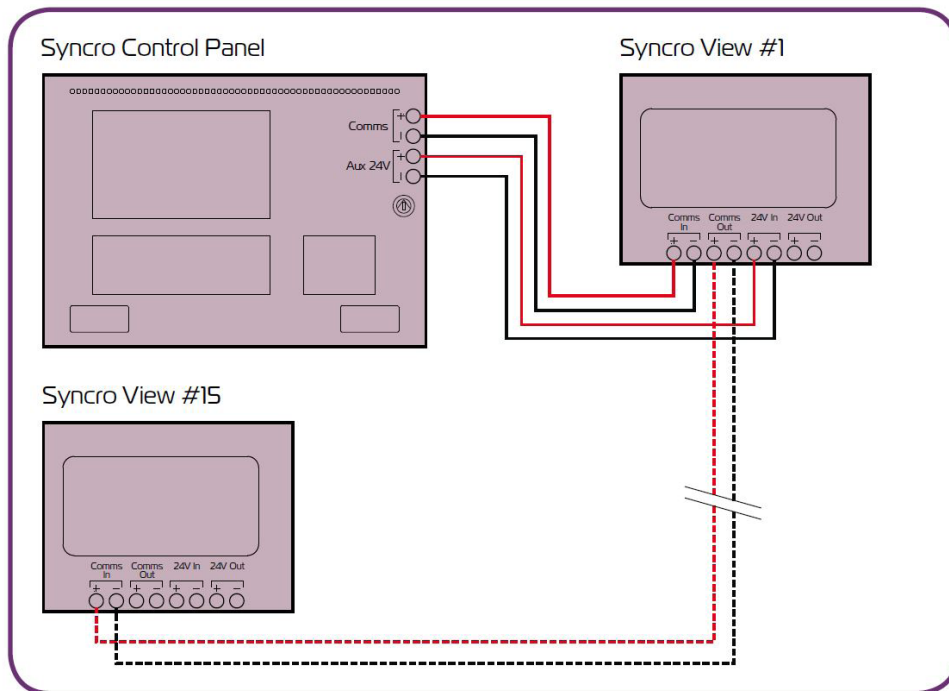 Syncro Control Panel
Syncro View #1
Comms
+
−
Aux 24V
+
−
Comms In
Comms Out
24V In
24V Out
+ − + − + − + −
Syncro View #15
Comms In
Comms Out
24V In
24V Out
+ − + − + − + −